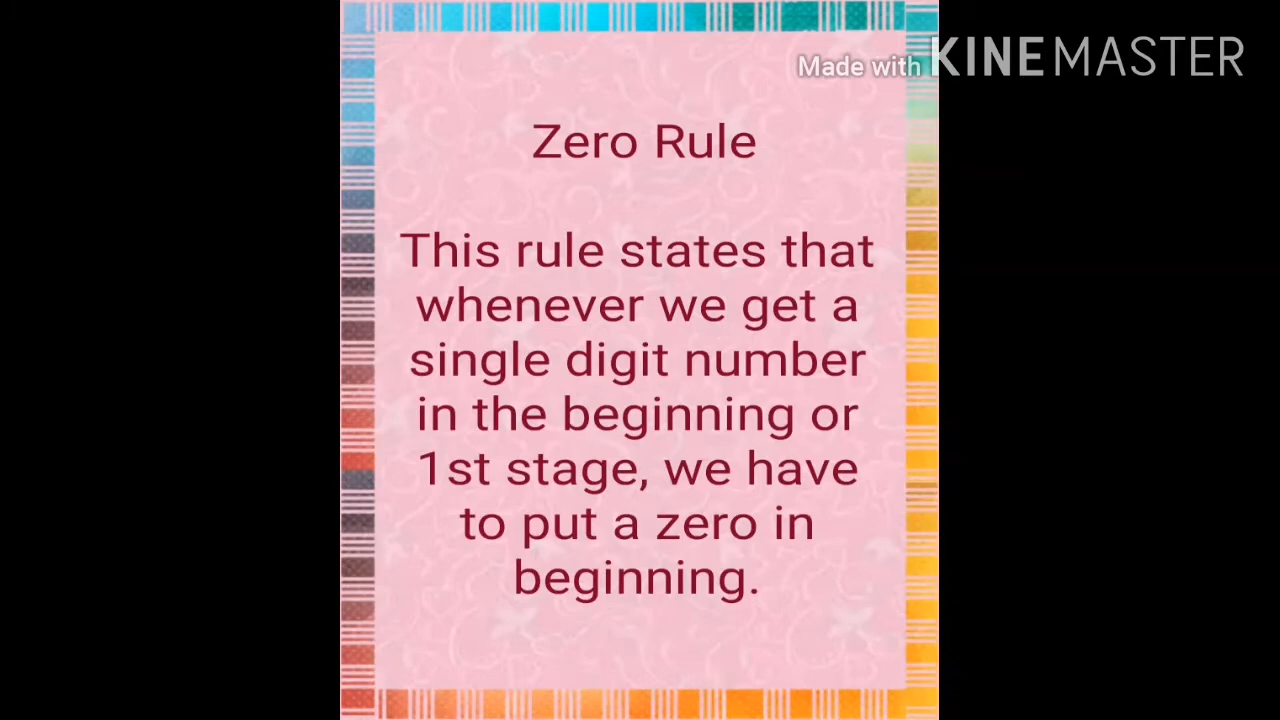 Made with KINEMASTER
Zero Rule
This rule states that
whenever we get a
single digit number
in the beginning or
1st stage, we have
to put a zero in
beginning.